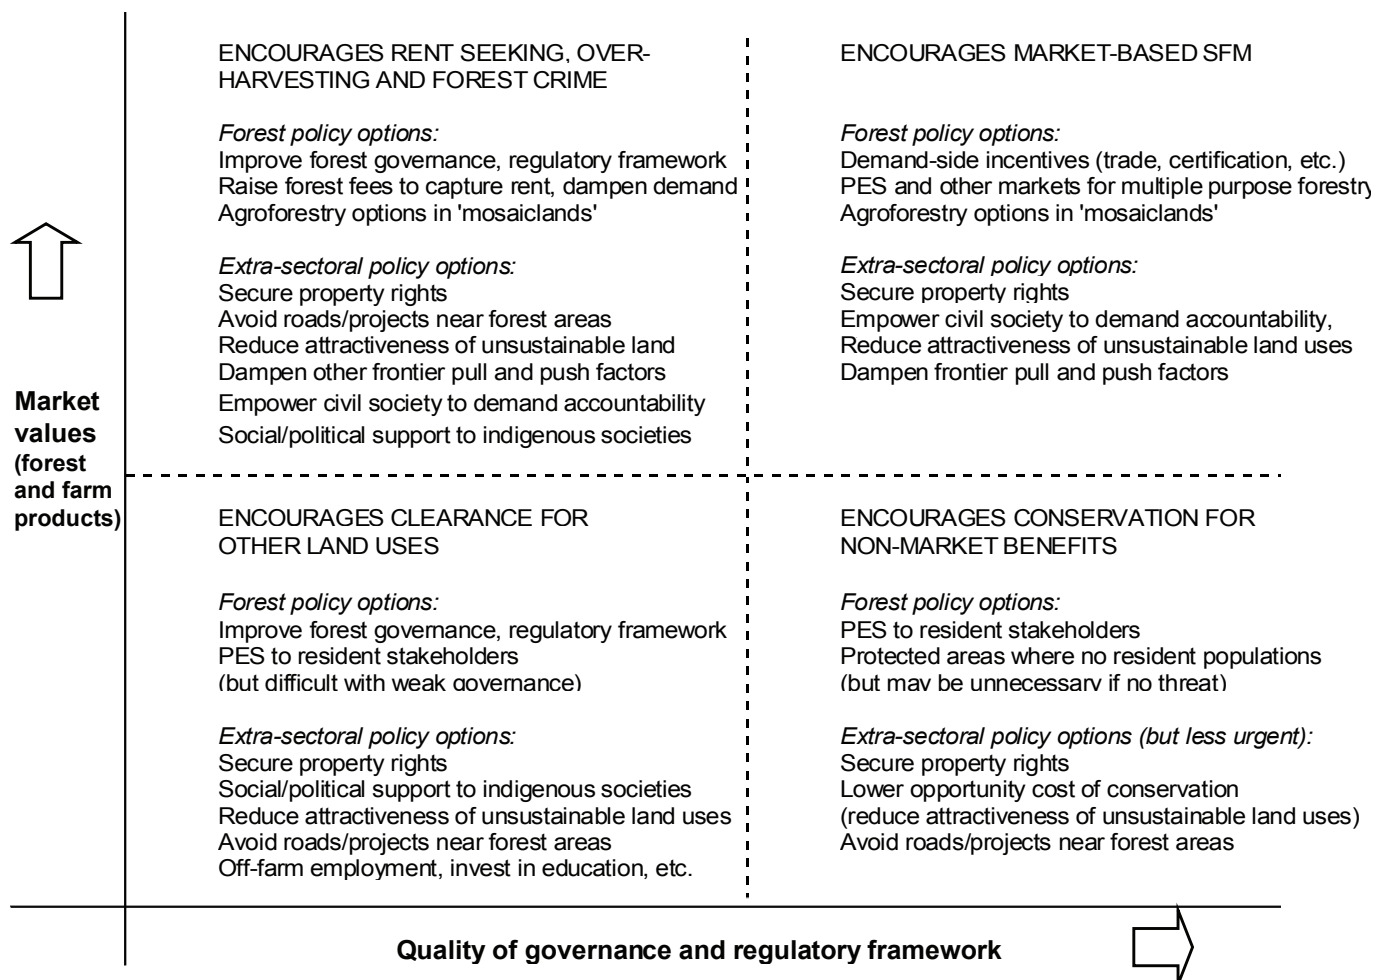 ENCOURAGES RENT SEEKING, OVER-
HARVESTING AND FOREST CRIME
Forest policy options:
Improve forest governance, regulatory framework
Raise forest fees to capture rent, dampen demand
Agroforestry options in 'mosaiclands'
Extra-sectoral policy options:
Secure property rights
Avoid roads/projects near forest areas
Reduce attractiveness of unsustainable land
Dampen other frontier pull and push factors
Empower civil society to demand accountability
Social/political support to indigenous societies
ENCOURAGES MARKET-BASED SFM
Forest policy options:
Demand-side incentives (trade, certification, etc.)
PES and other markets for multiple purpose forestry
Agroforestry options in 'mosaiclands'
Extra-sectoral policy options:
Secure property rights
Empower civil society to demand accountability,
Reduce attractiveness of unsustainable land uses
Dampen frontier pull and push factors
Market
values
(forest
and farm
products)
ENCOURAGES CLEARANCE FOR
OTHER LAND USES
Forest policy options:
Improve forest governance, regulatory framework
PES to resident stakeholders
(but difficult with weak governance)
Extra-sectoral policy options:
Secure property rights
Social/political support to indigenous societies
Reduce attractiveness of unsustainable land uses
Avoid roads/projects near forest areas
Off-farm employment, invest in education, etc.
ENCOURAGES CONSERVATION FOR
NON-MARKET BENEFITS
Forest policy options:
PES to resident stakeholders
Protected areas where no resident populations
(but may be unnecessary if no threat)
Extra-sectoral policy options (but less urgent):
Secure property rights
Lower opportunity cost of conservation
(reduce attractiveness of unsustainable land uses)
Avoid roads/projects near forest areas
Quality of governance and regulatory framework